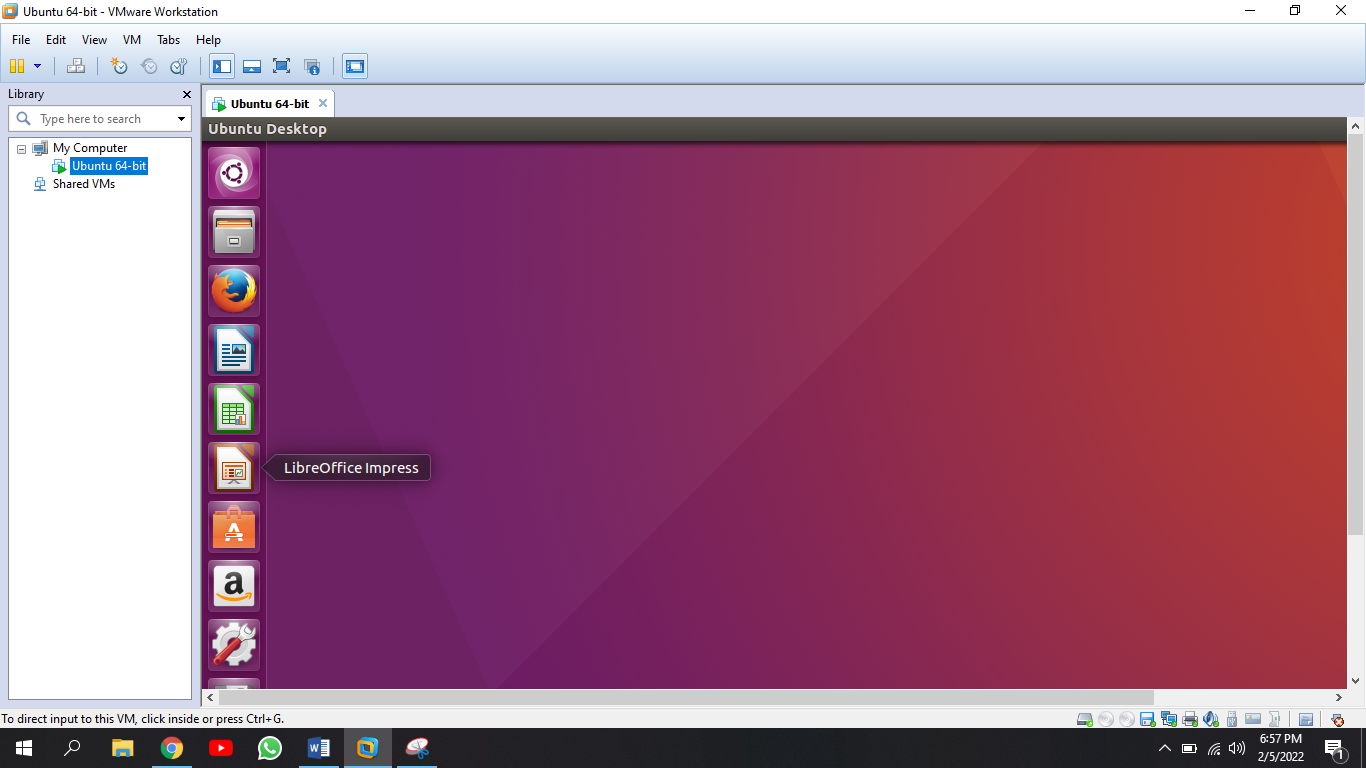 Ubuntu 64-bit - VMware Workstation
File Edit View VM Tabs Help
Library
Type here to search
My Computer
Ubuntu 64-bit
Shared VMs
Ubuntu 64-bit
Ubuntu Desktop
LibreOffice Impress
To direct input to this VM, click inside or press Ctrl+G.
6:57 PM
2/5/2022
1